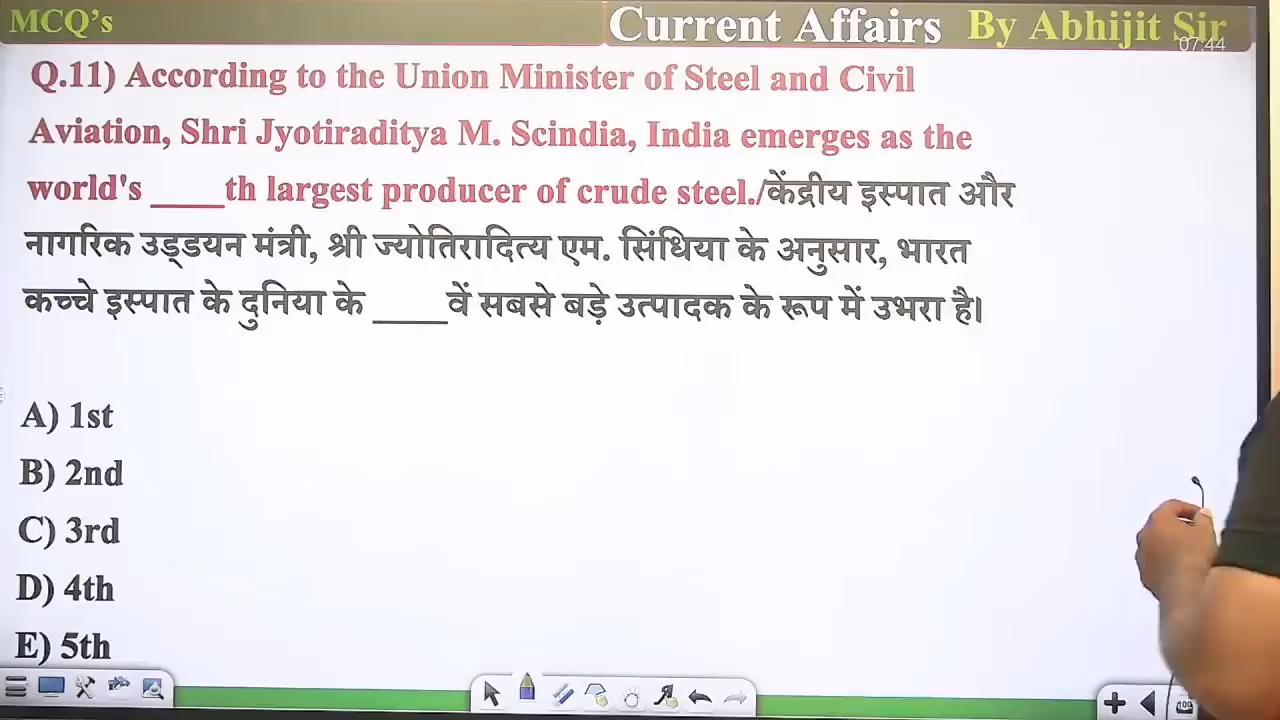 MCQ’s
Current Affairs By Abhijit Sir
07:44
Q.11) According to the Union Minister of Steel and Civil
Aviation, Shri Jyotiraditya M. Scindia, India emerges as the
world's ____th largest producer of crude steel./केंद्रीय इस्पात और
नागरिक उड्डयन मंत्री, श्री ज्योतिरादित्य एम. सिंधिया के अनुसार, भारत
कच्चे इस्पात के दुनिया के ____वें सबसे बड़े उत्पादक के रूप में उभरा है।
A) 1st
B) 2nd
C) 3rd
D) 4th
E) 5th